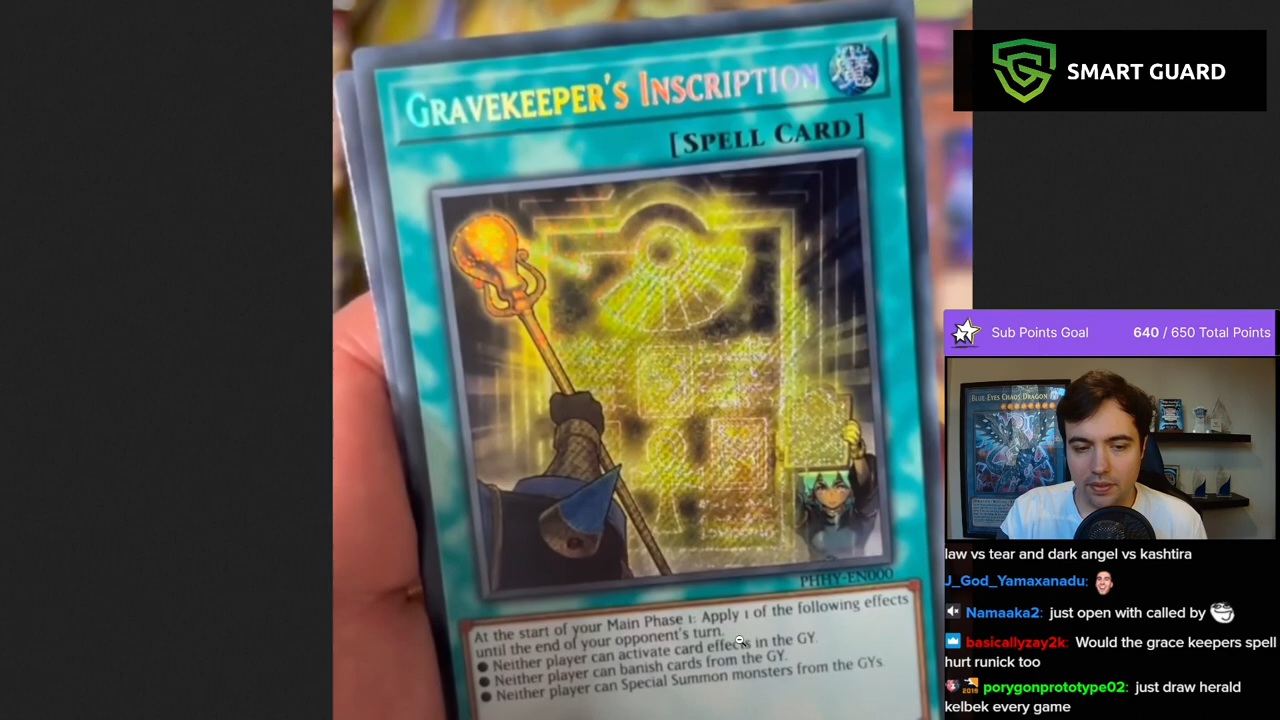 GRAVEKEEPER'S INSCRIPTION
[SPELL CARD]
PHHY-EN000
At the start of your Main Phase 1: Apply 1 of the following effects
until the end of your opponent's turn.
● Neither player can activate card effects in the GY.
● Neither player can banish cards from the GY.
● Neither player can Special Summon monsters from the GYs.
SMART GUARD
Sub Points Goal 640 / 650 Total Points
BLUE-EYES CHAOS DRAGON
law vs tear and dark angel vs kashtira
J_God_Yamaxanadu:
Namaaka2: just open with called by
basicallyzay2k: Would the grace keepers spell
hurt runick too
2019 porygonprototype02: just draw herald
kelbek every game